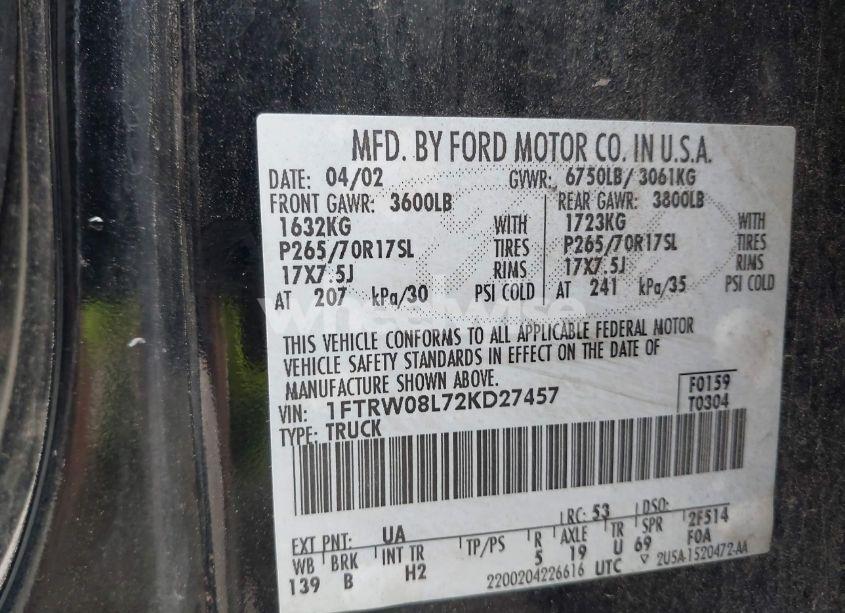 MFD. BY FORD MOTOR CO. IN U.S.A.
DATE: 04/02 GVWR: 6750LB/ 3061KG
FRONT GAWR: 3600LB REAR GAWR: 3800LB
1632KG WITH 1723KG WITH
P265/70R17SL TIRES P265/70R17SL TIRES
17X7.5J RIMS 17X7.5J RIMS
AT 207 kPa/30 PSI COLD AT 241 kPa/35 PSI COLD
wheelwise
THIS VEHICLE CONFORMS TO ALL APPLICABLE FEDERAL MOTOR
VEHICLE SAFETY STANDARDS IN EFFECT ON THE DATE OF
MANUFACTURE SHOWN ABOVE.
VIN: 1FTRW08L72KD27457 F0159
TYPE: TRUCK T0304
EXT PNT: UA RC: 53 DSO:
WB BRK INT TR TP/PS R AXLE TR SPR 2F514
139 B H2 5 19 U 69 F0A
2200204226616 UTC ▽ 2U5A-1520472-AA